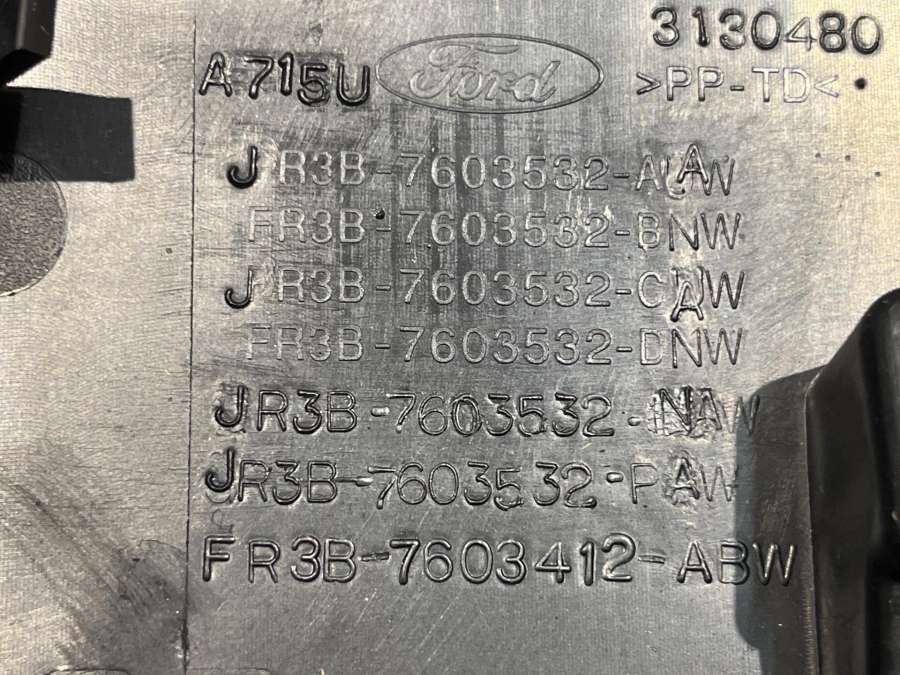 3130480
A715U Ford >PP-TD<
JR3B-7603532-AAW
FR3B-7603532-BNW
JR3B-7603532-CAW
FR3B-7603532-DNW
JR3B-7603532-NAW
JR3B-7603532-PAW
FR3B-7603412-ABW